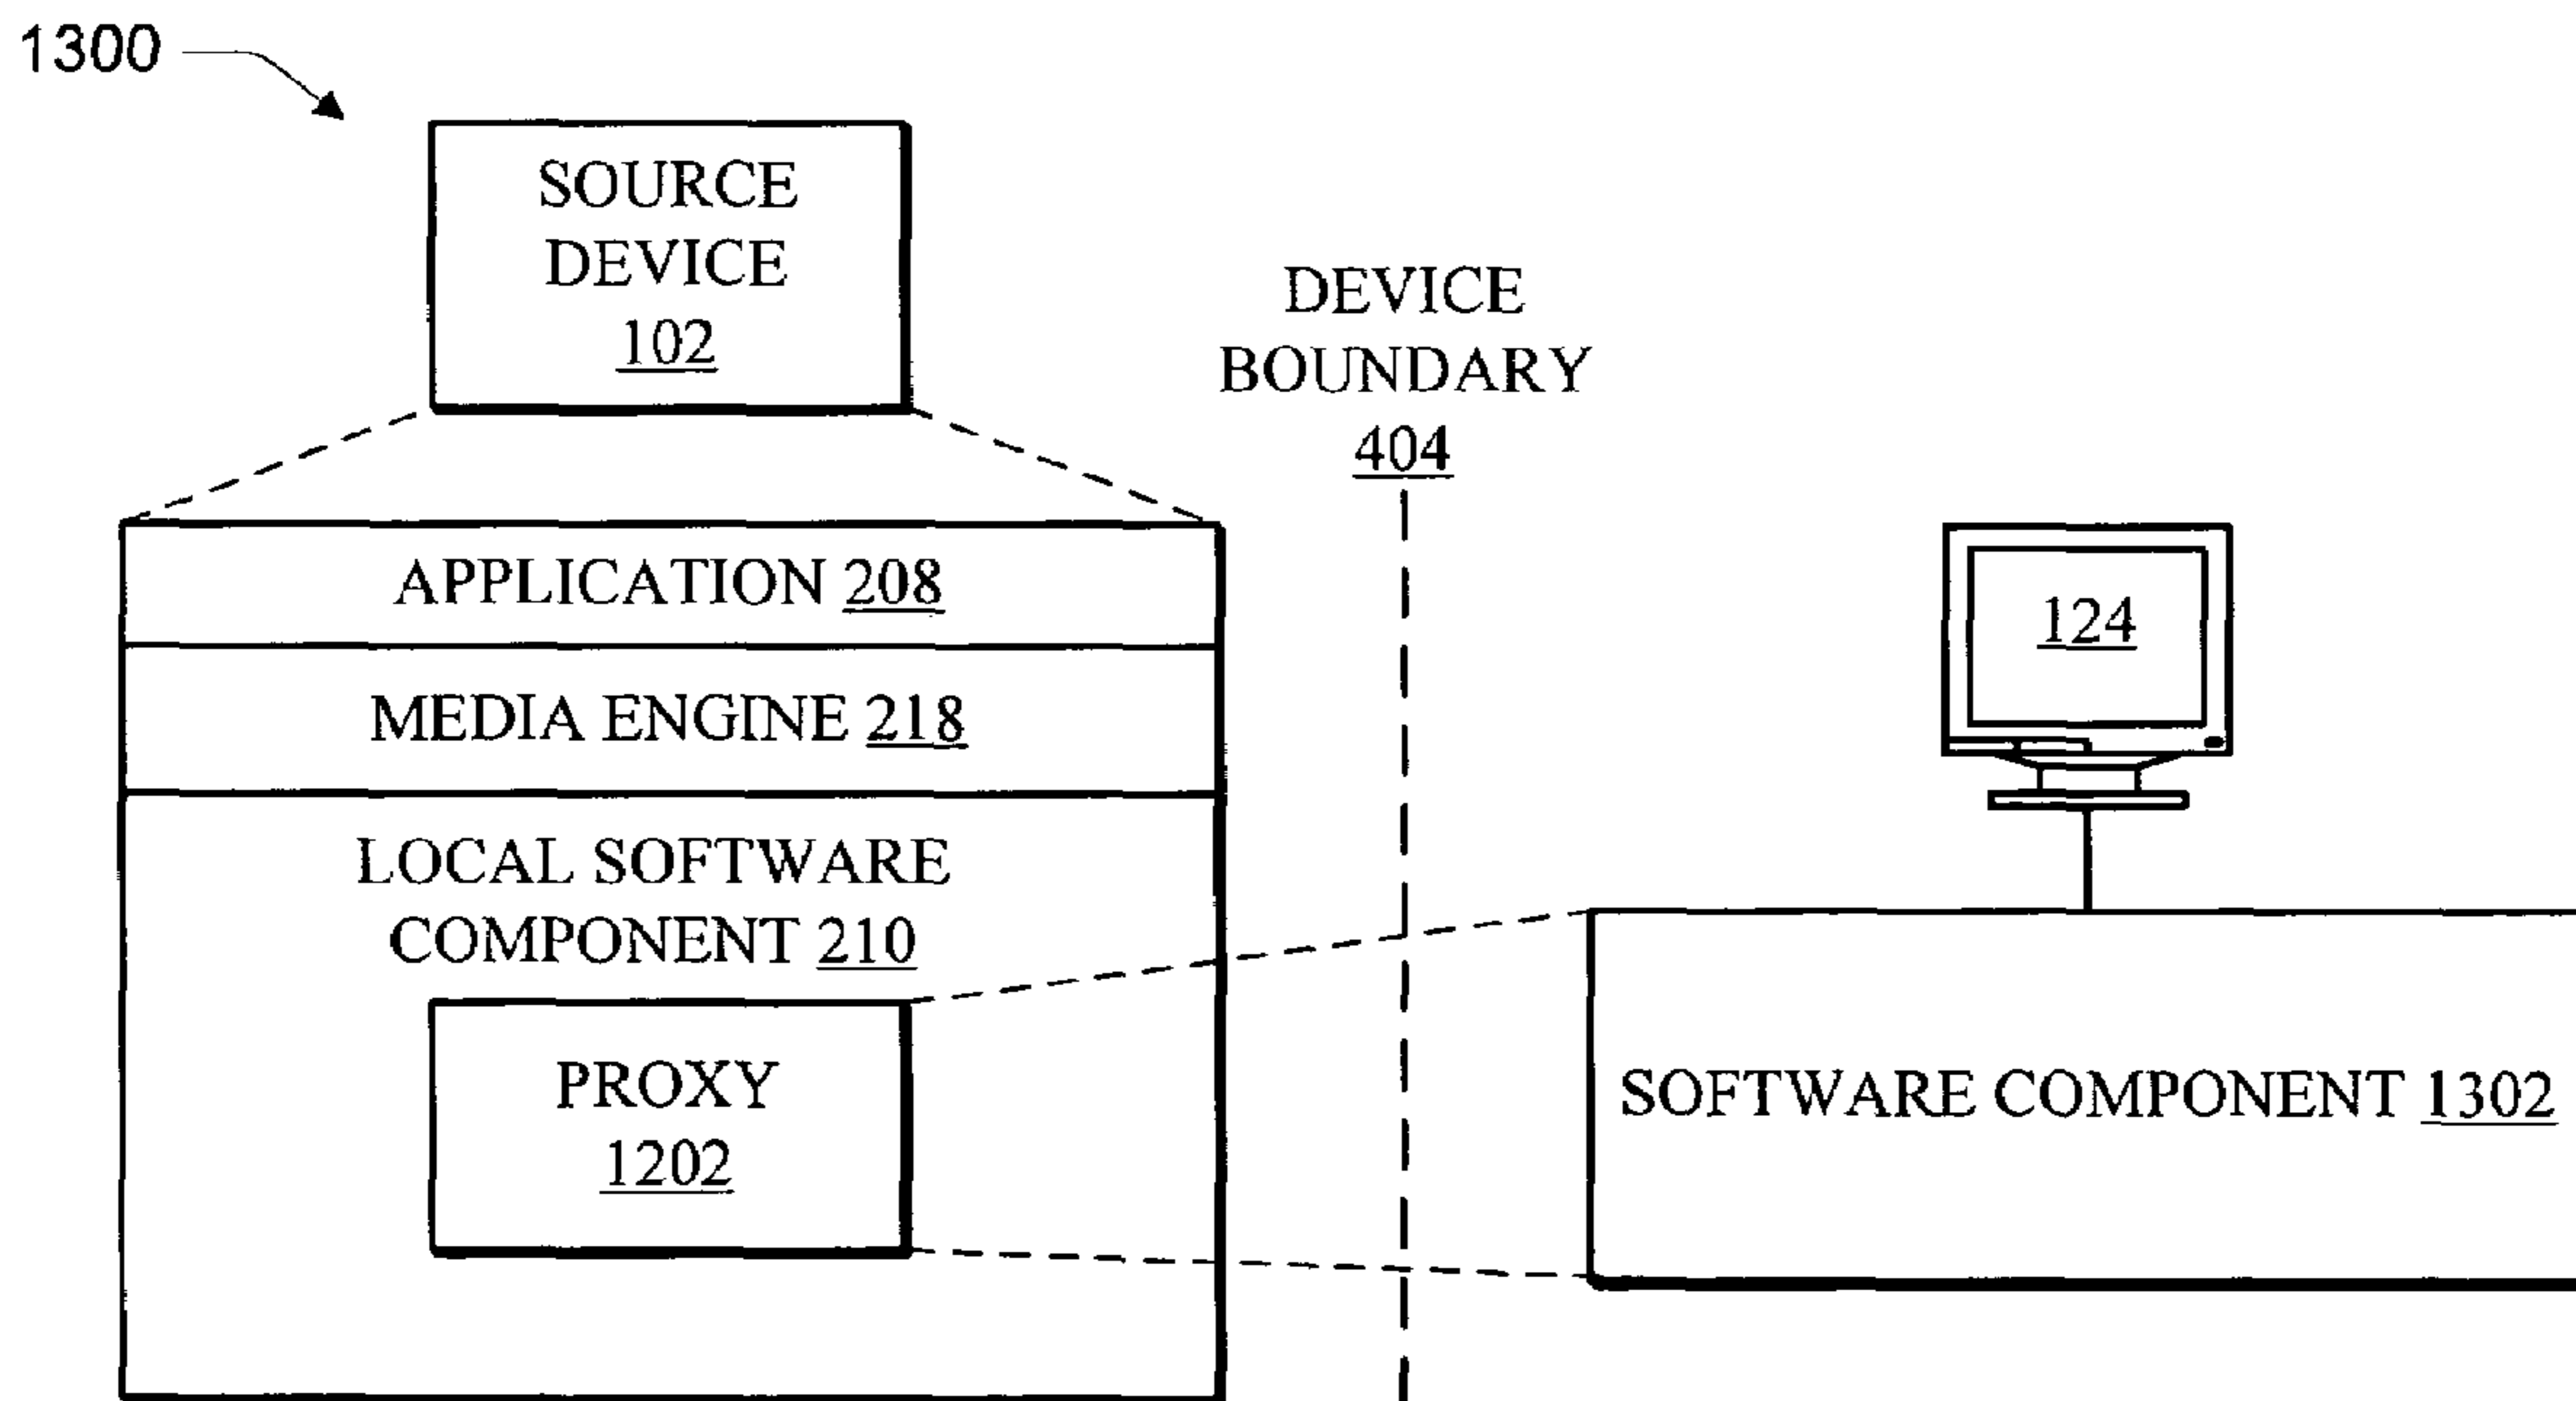 1300
SOURCE
DEVICE
102
DEVICE
BOUNDARY
404
APPLICATION 208
MEDIA ENGINE 218
124
LOCAL SOFTWARE
COMPONENT 210
PROXY
1202
SOFTWARE COMPONENT 1302